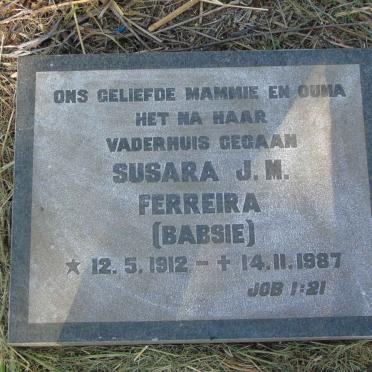 ONS GELIEFDE MAMMIE EN OUMA
HET NA HAAR
VADERHUIS GEGAAN
SUSARA J.M.
FERREIRA
(BABSIE)
★ 12.5.1912 - + 14.11.1987
JOB 1:21